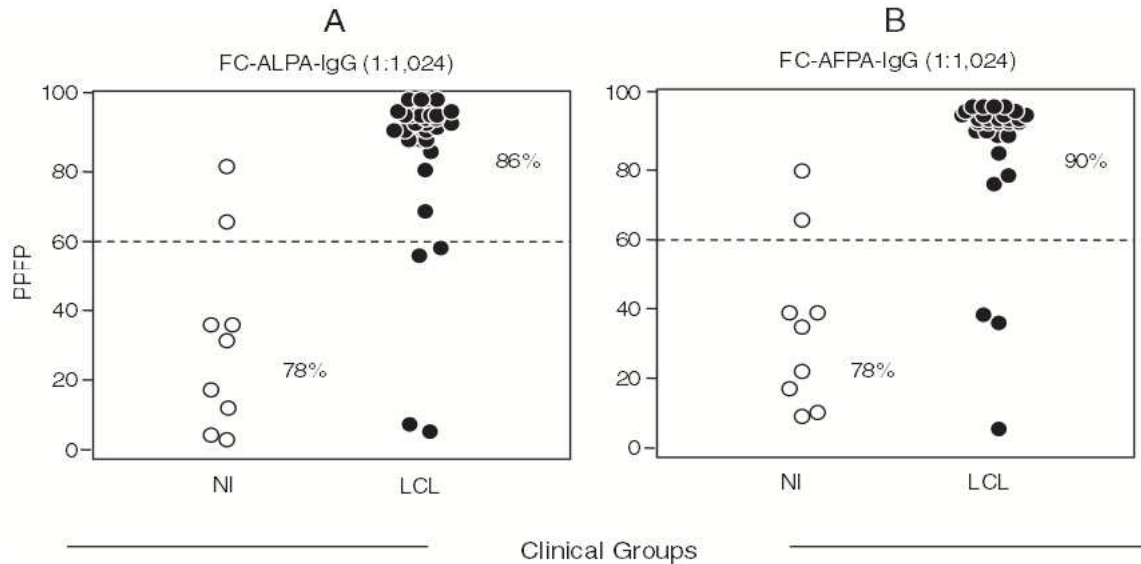 A
FC-ALPA-IgG (1:1,024)
100
80
60
40
20
0
PPFP
86%
78%
NI
LCL
B
FC-AFPA-IgG (1:1,024)
100
80
60
40
20
0
90%
78%
NI
LCL
Clinical Groups